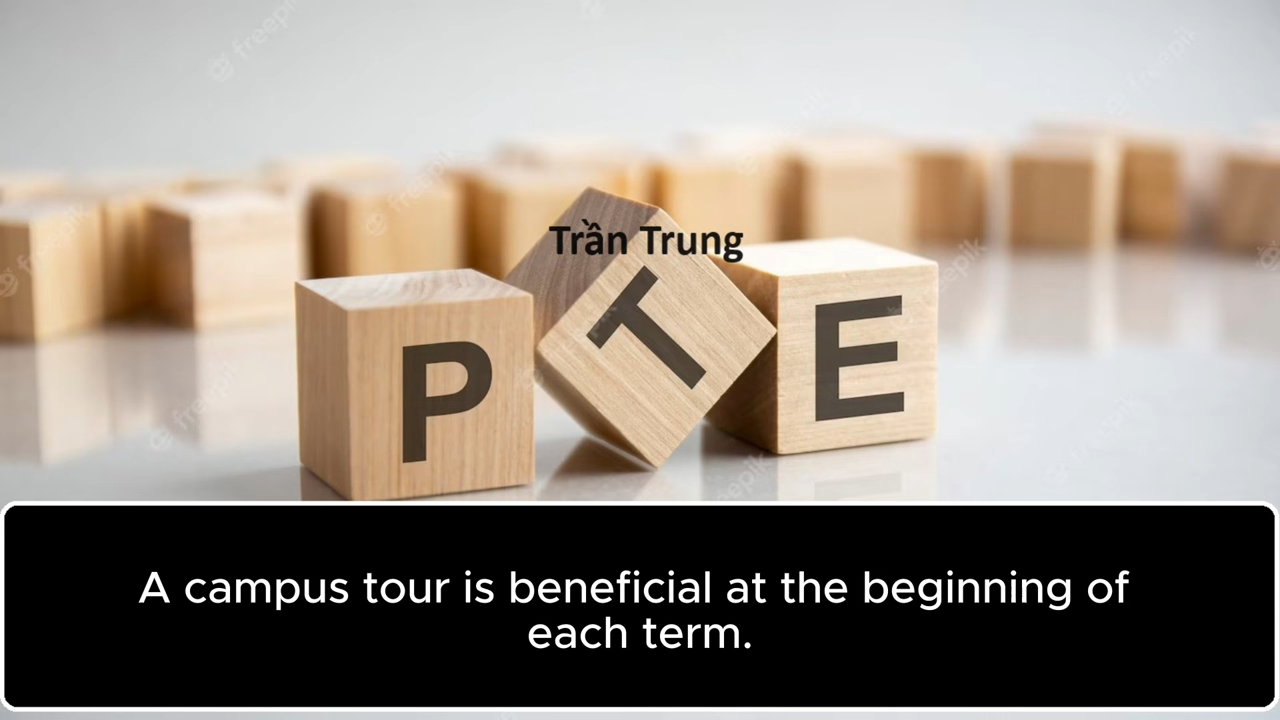 Trần Trung
P T E
A campus tour is beneficial at the beginning of
each term.